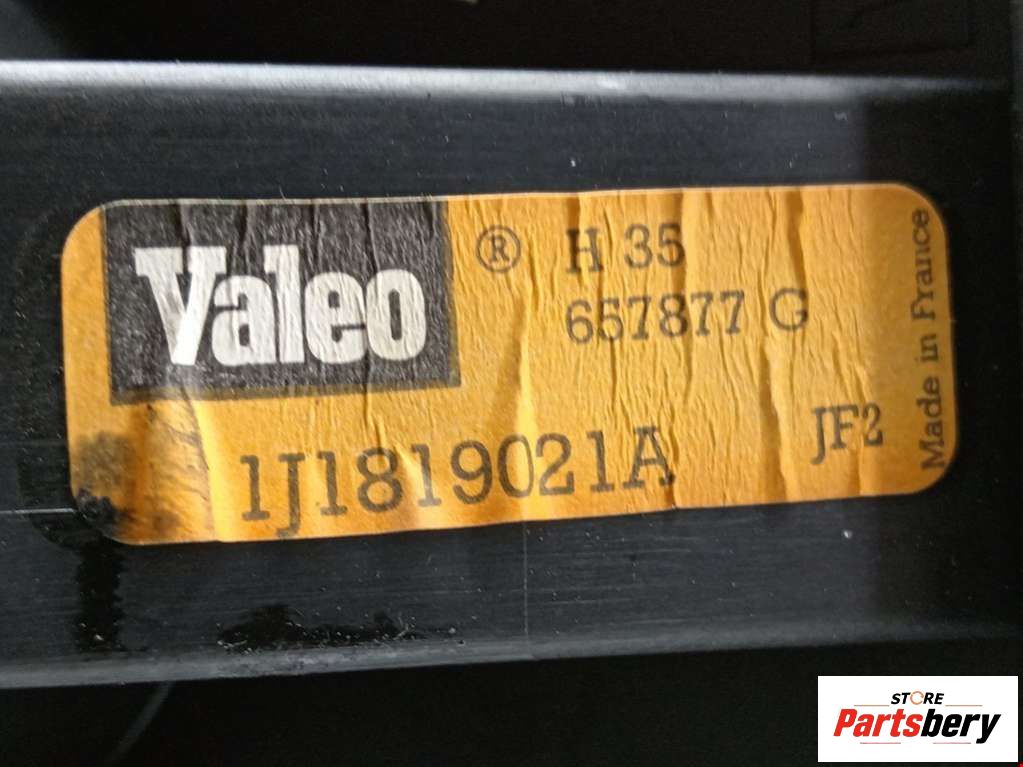 Valeo ® H 35
657877 G
1J1819021A
JF2
Made in France
STORE
Partsbery